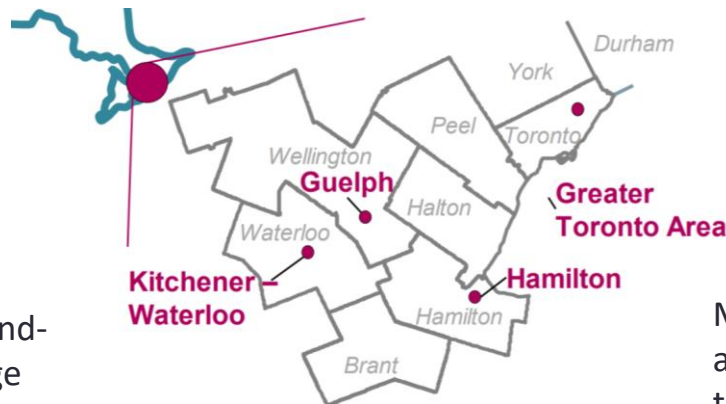 Durham
York
Peel
Toronto
Wellington
Guelph
Greater
Toronto Area
Halton
Waterloo
Kitchener –
Waterloo
Hamilton
Hamilton
Brant